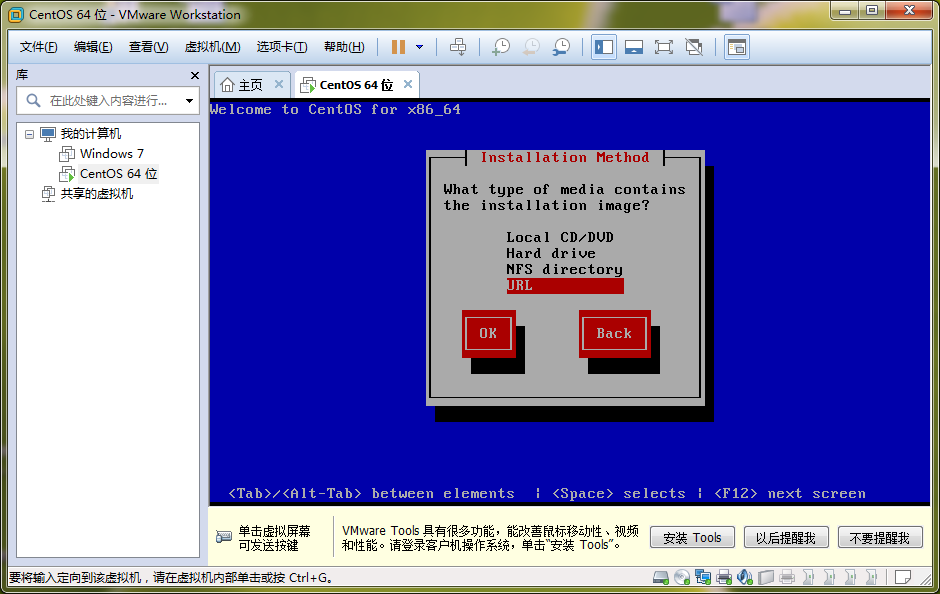 CentOS 64 位 - VMware Workstation
文件(F) 编辑(E) 查看(V) 虚拟机(M) 选项卡(T) 帮助(H)
库
在此处键入内容进行...
我的计算机
Windows 7
CentOS 64 位
共享的虚拟机
主页 CentOS 64 位
Welcome to CentOS for x86_64
Installation Method
What type of media contains
the installation image?
Local CD/DVD
Hard drive
NFS directory
URL
OK Back
<Tab>/<Alt-Tab> between elements | <Space> selects | <F12> next screen
单击虚拟屏幕
可发送按键
VMware Tools 具有很多功能，能改善鼠标移动性、视频
和性能。请登录客户机操作系统，单击“安装 Tools”。
安装 Tools 以后提醒我 不要提醒我
要将输入定向到该虚拟机，请在虚拟机内部单击或按 Ctrl+G。